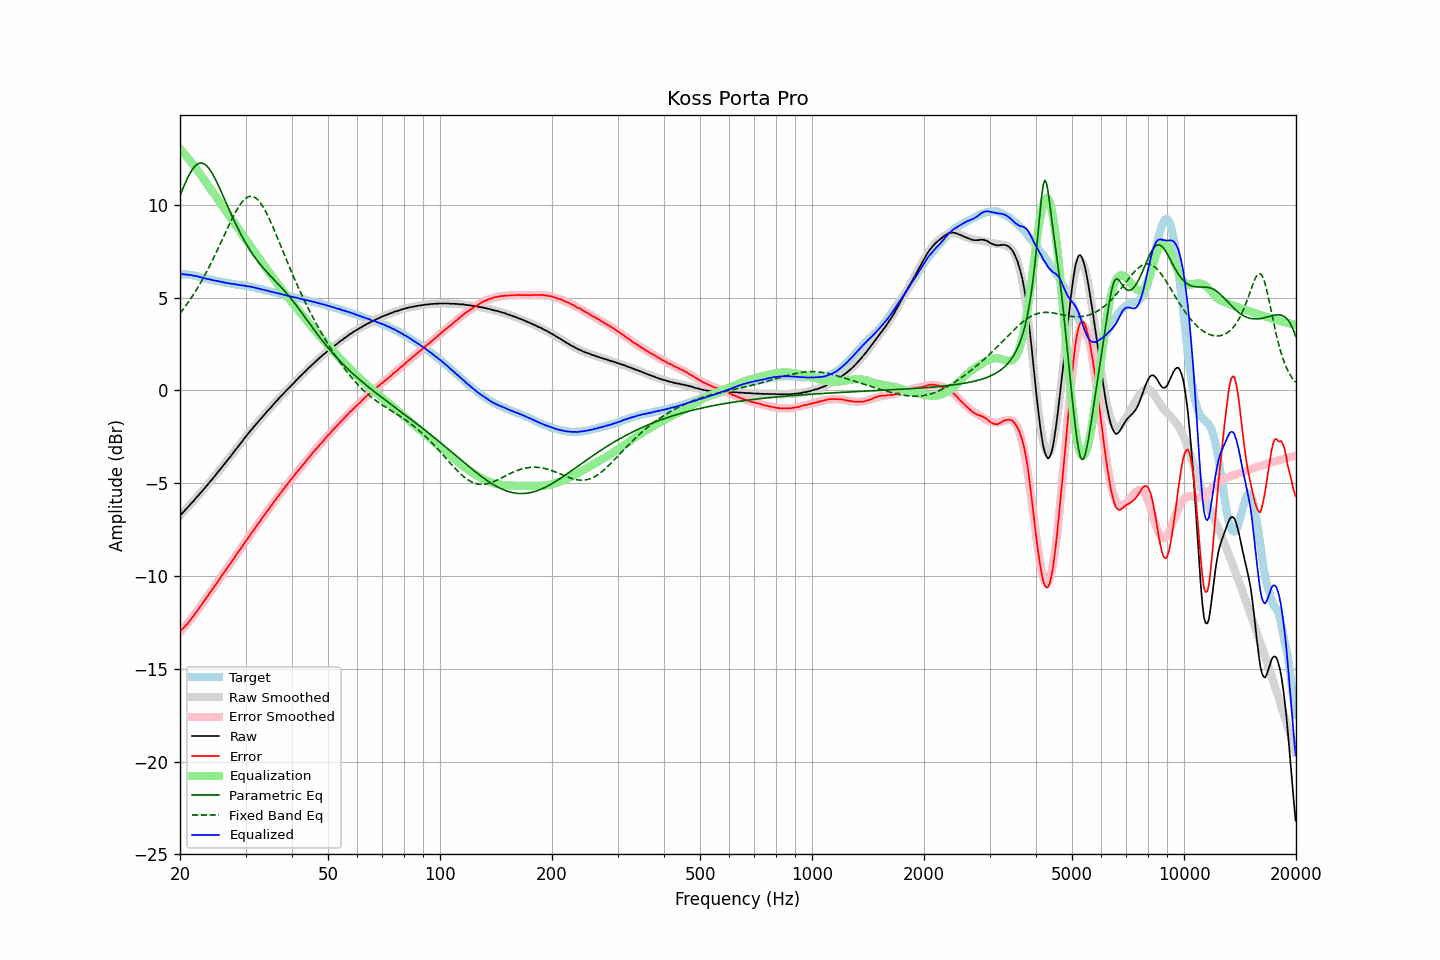 Koss Porta Pro
Amplitude (dBr)
10
5
0
−5
−10
−15
−20
−25
Target
Raw Smoothed
Error Smoothed
Raw
Error
Equalization
Parametric Eq
Fixed Band Eq
Equalized
20 50 100 200 500 1000 2000 5000 10000 20000
Frequency (Hz)